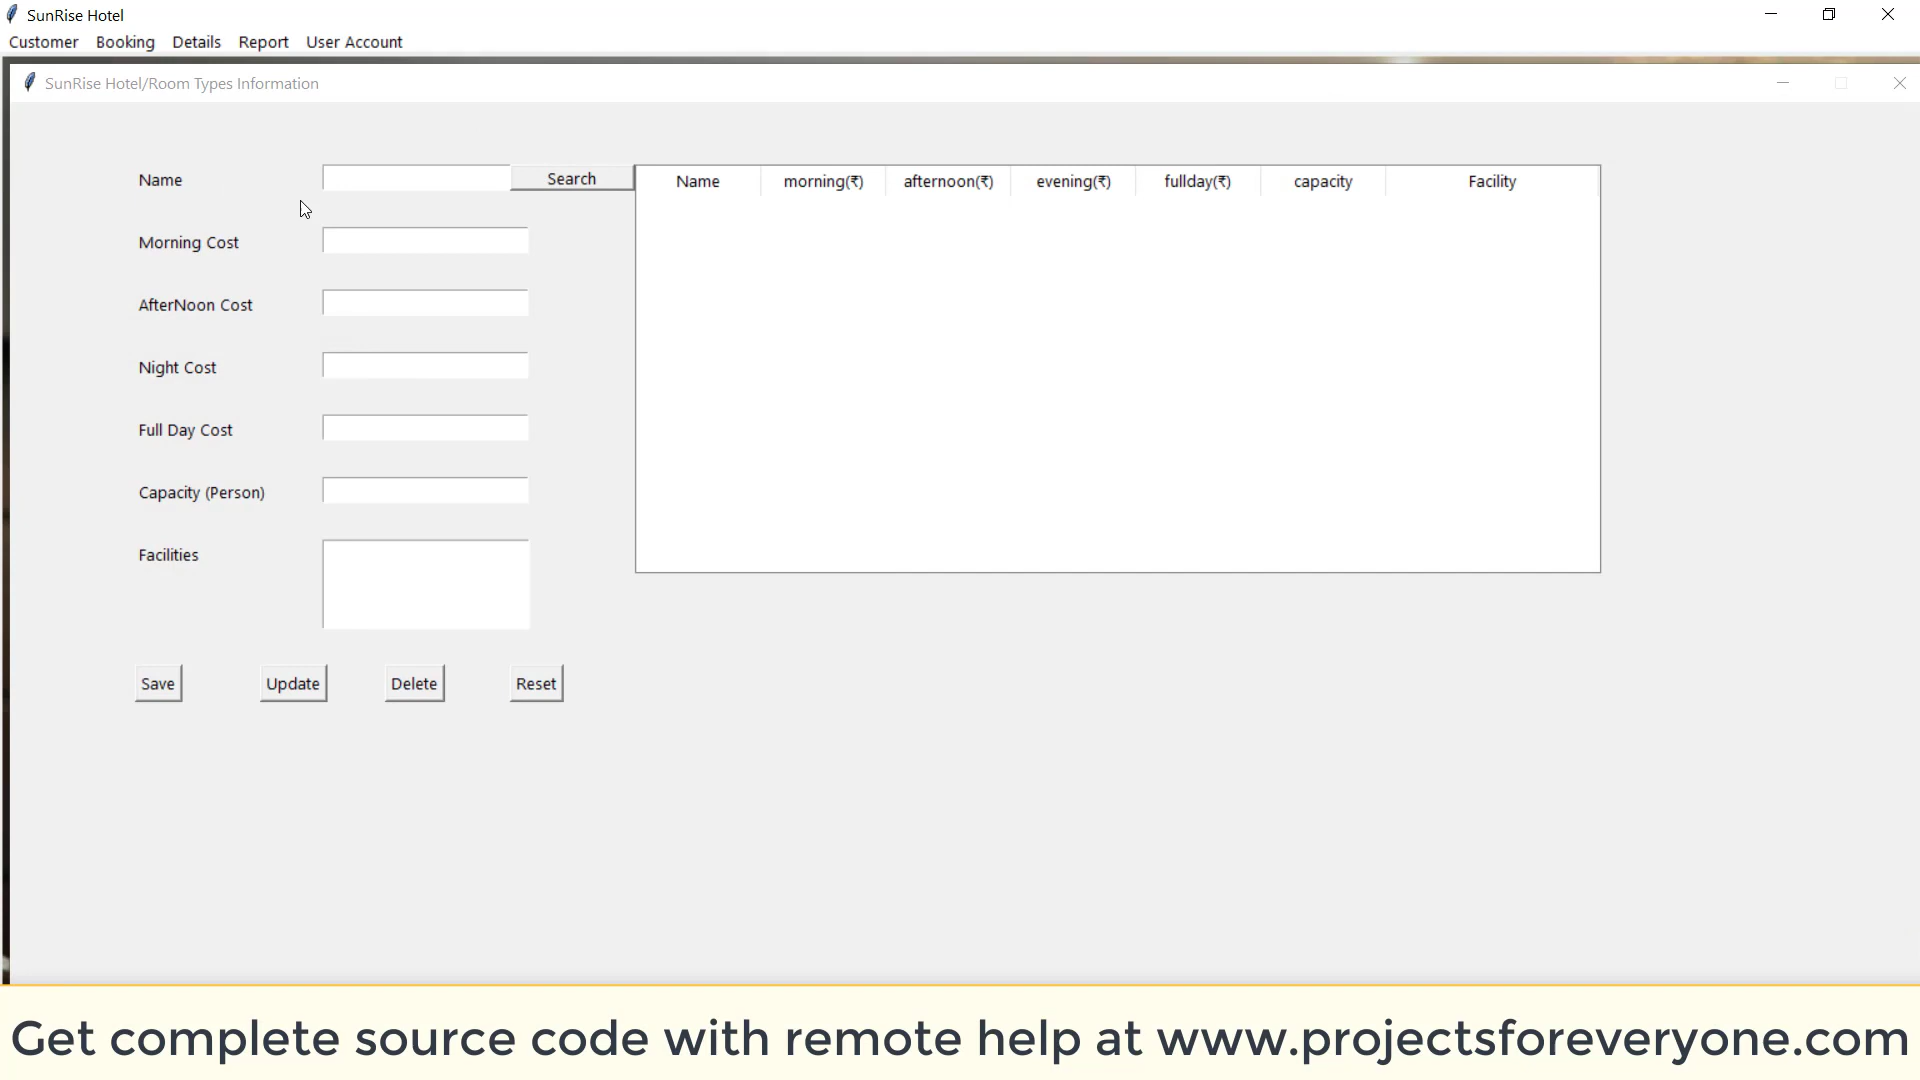 SunRise Hotel
Customer Booking Details Report User Account
SunRise Hotel/Room Types Information
Name Search Name morning(₹) afternoon(₹) evening(₹) fullday(₹) capacity Facility
Morning Cost
AfterNoon Cost
Night Cost
Full Day Cost
Capacity (Person)
Facilities
Save Update Delete Reset
Get complete source code with remote help at www.projectsforeveryone.com